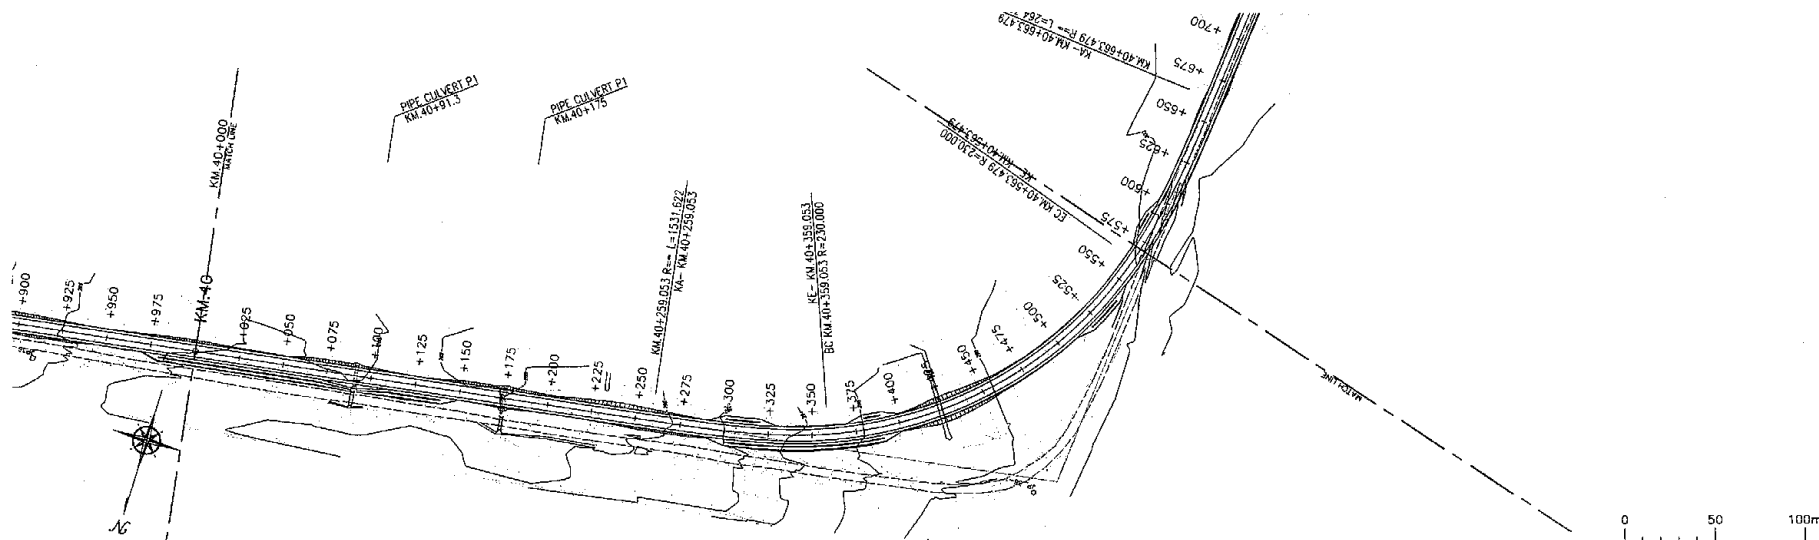 KM.40+000
MATCH LINE
PIPE CULVERT P1
KM.40+91.3
PIPE CULVERT P1
KM.40+175
KM.40+259.053 R=∞ L=1531.622
KA- KM.40+259.053
KE- KM.40+359.053
BC KM.40+359.053 R=230.000
KE- KM.40+563.479
EC KM.40+563.479 R=230.000
KA- KM.40+663.479
KM.40+663.479 R=∞ L=264
+900
+925
+950
+975
KM.40
+025
+050
+075
+100
+125
+150
+175
+200
+225
+250
+275
+300
+325
+350
+375
+400
+450
+475
+500
+525
+550
+575
+600
+625
+650
+675
+700
MATCH LINE
N
0 50 100m